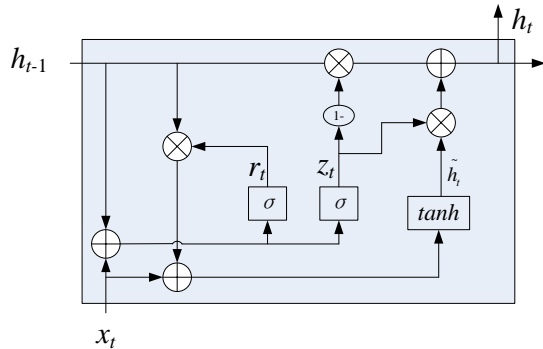 h_t
h_{t-1}
1-
r_t
z_t
h̃_t
σ
σ
tanh
x_t